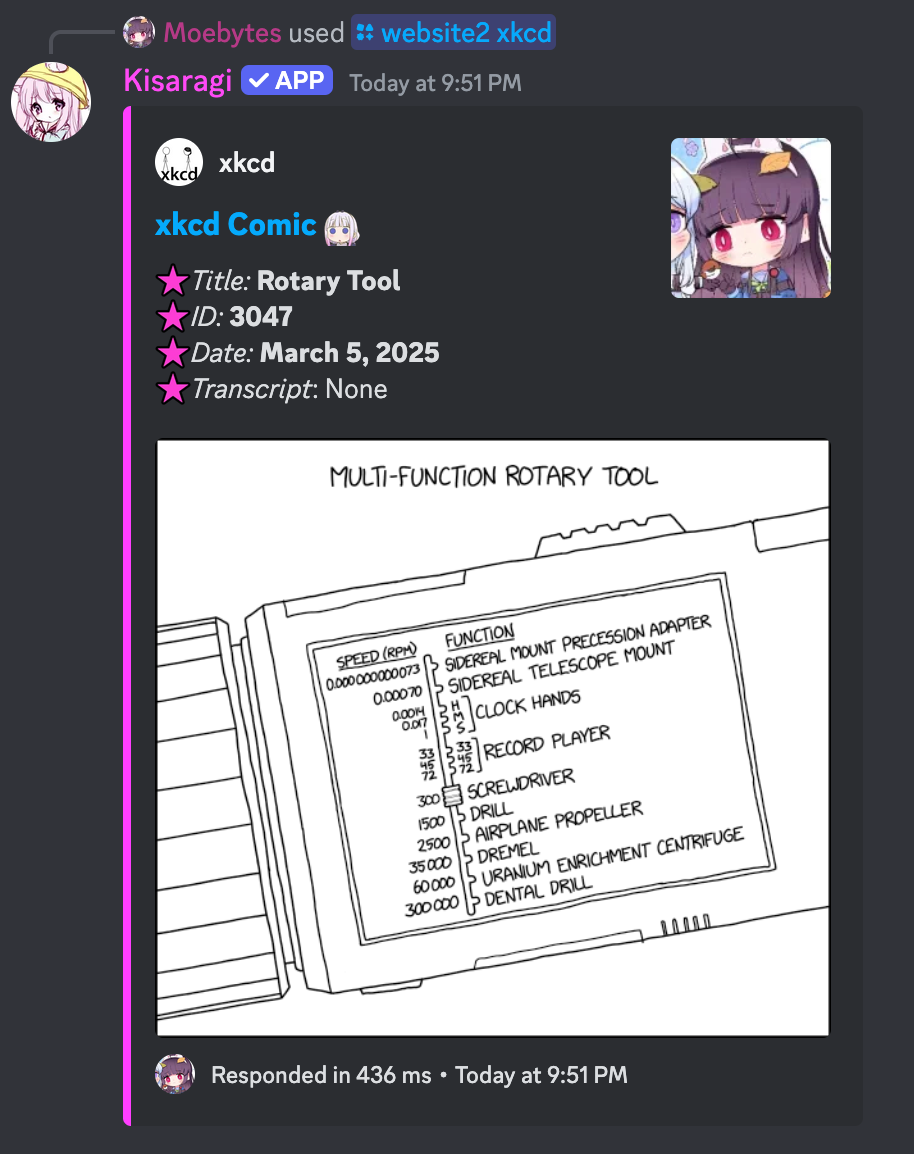 Moebytes used website2 xkcd
Kisaragi APP Today at 9:51 PM
xkcd
xkcd
xkcd Comic
Title: Rotary Tool
ID: 3047
Date: March 5, 2025
Transcript: None
MULTI-FUNCTION ROTARY TOOL
SPEED (RPM) FUNCTION
0.000000000073 SIDEREAL MOUNT PRECESSION ADAPTER
0.00070 SIDEREAL TELESCOPE MOUNT
0.0014 H
0.017 M CLOCK HANDS
1 S
33 33
45 45 RECORD PLAYER
72 72
300 SCREWDRIVER
1500 DRILL
2500 AIRPLANE PROPELLER
35000 DREMEL
60000 URANIUM ENRICHMENT CENTRIFUGE
300000 DENTAL DRILL
Responded in 436 ms • Today at 9:51 PM